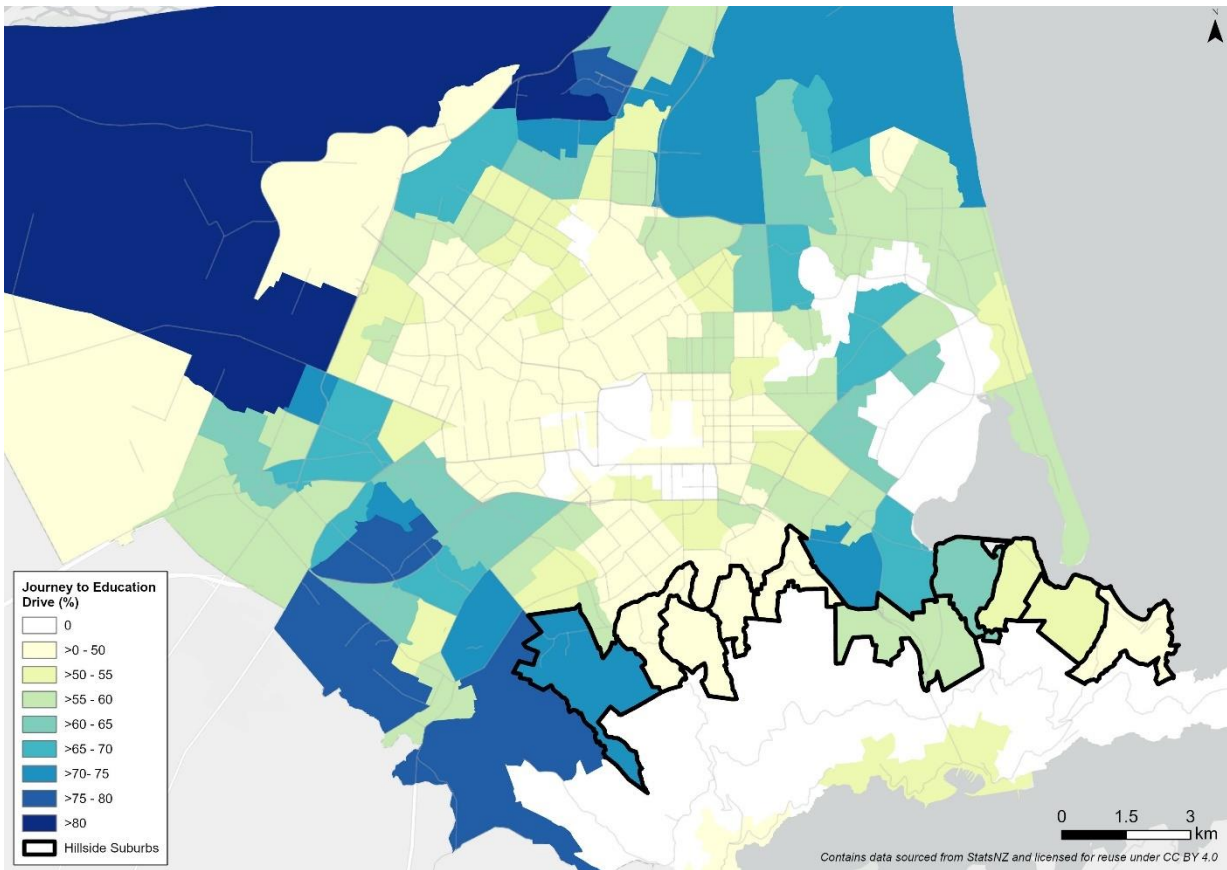 Journey to Education
Drive (%)
0
>0 - 50
>50 - 55
>55 - 60
>60 - 65
>65 - 70
>70- 75
>75 - 80
>80
Hillside Suburbs
0 1.5 3
km
Contains data sourced from StatsNZ and licensed for reuse under CC BY 4.0